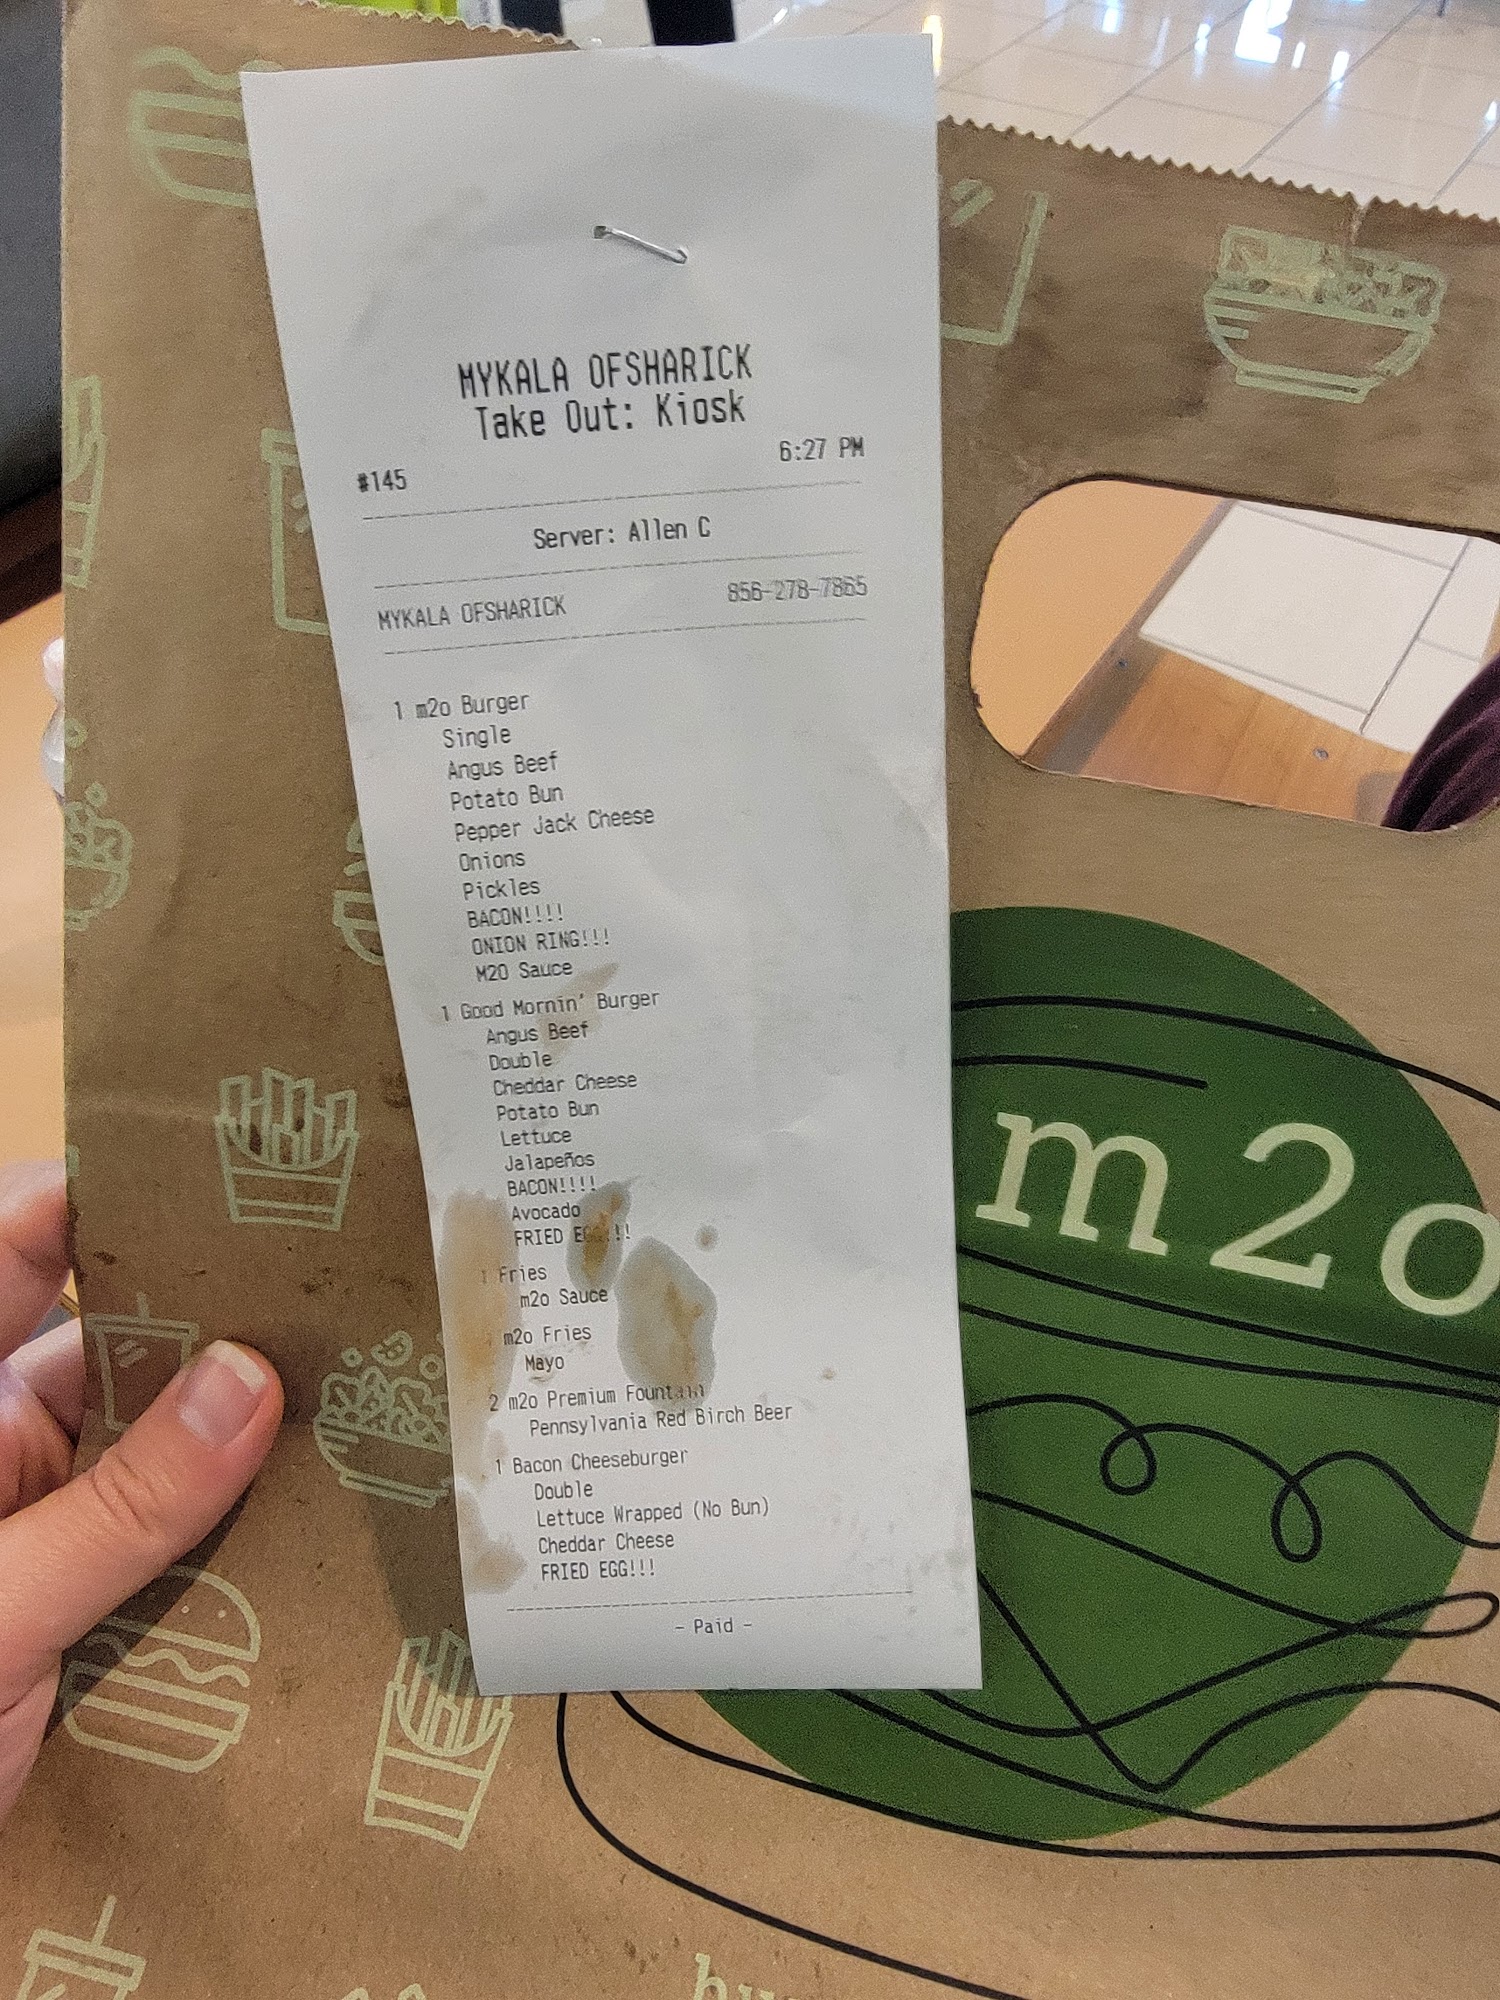 MYKALA OFSHARICK
Take Out: Kiosk
6:27 PM
#145
Server: Allen C
MYKALA OFSHARICK 856-278-7865
1 m2o Burger
Single
Angus Beef
Potato Bun
Pepper Jack Cheese
Onions
Pickles
BACON!!!!
ONION RING!!!
M2O Sauce
1 Good Mornin' Burger
Angus Beef
Double
Cheddar Cheese
Potato Bun
Lettuce
Jalapeños
BACON!!!!
Avocado
FRIED EGG!!!
1 Fries
m2o Sauce
m2o Fries
Mayo
2 m2o Premium Fountain
Pennsylvania Red Birch Beer
1 Bacon Cheeseburger
Double
Lettuce Wrapped (No Bun)
Cheddar Cheese
FRIED EGG!!!
- Paid -
m2o